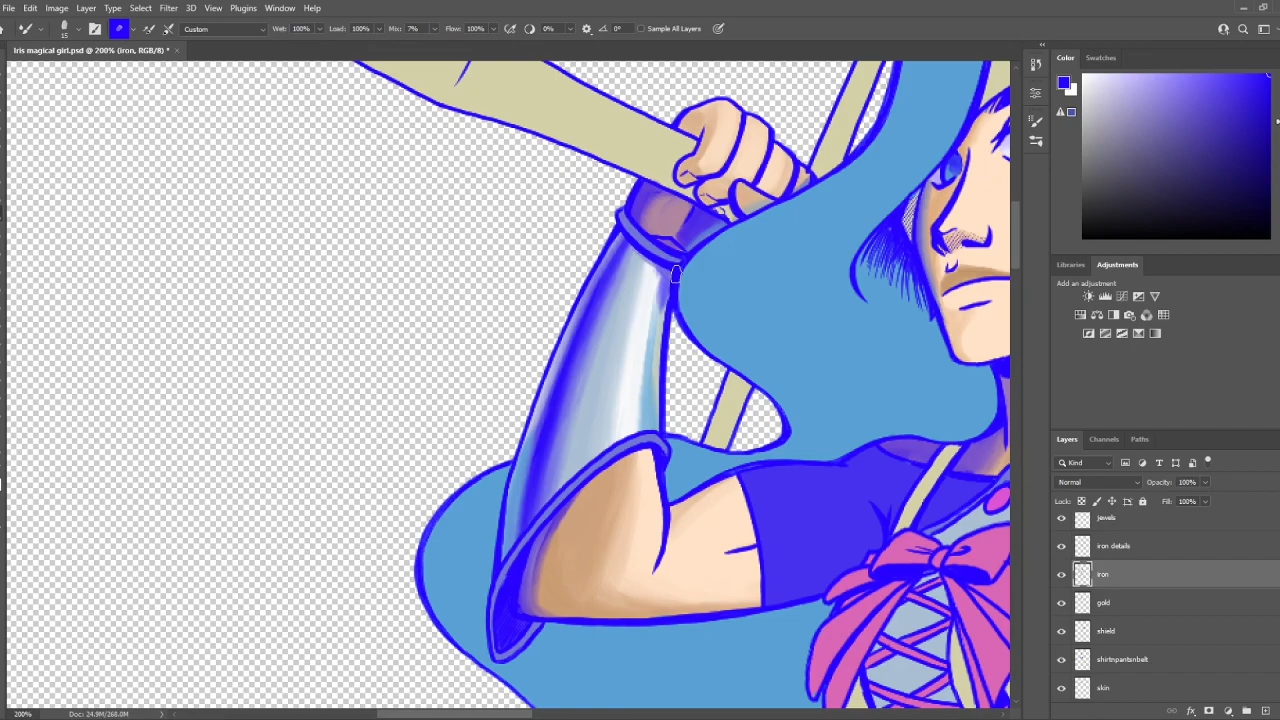 File Edit Image Layer Type Select Filter 3D View Plugins Window Help
15 Custom Wet: 100% Load: 100% Mix: 7% Flow: 100% 0% 0° Sample All Layers
Iris magical girl.psd @ 200% (iron, RGB/8) * ×
Color Swatches
Libraries Adjustments
Add an adjustment
Layers Channels Paths
Kind
Normal Opacity: 100%
Lock: Fill: 100%
jewels
iron details
iron
gold
shield
shirtnpantsnbelt
skin
200% Doc: 24.9M/268.0M